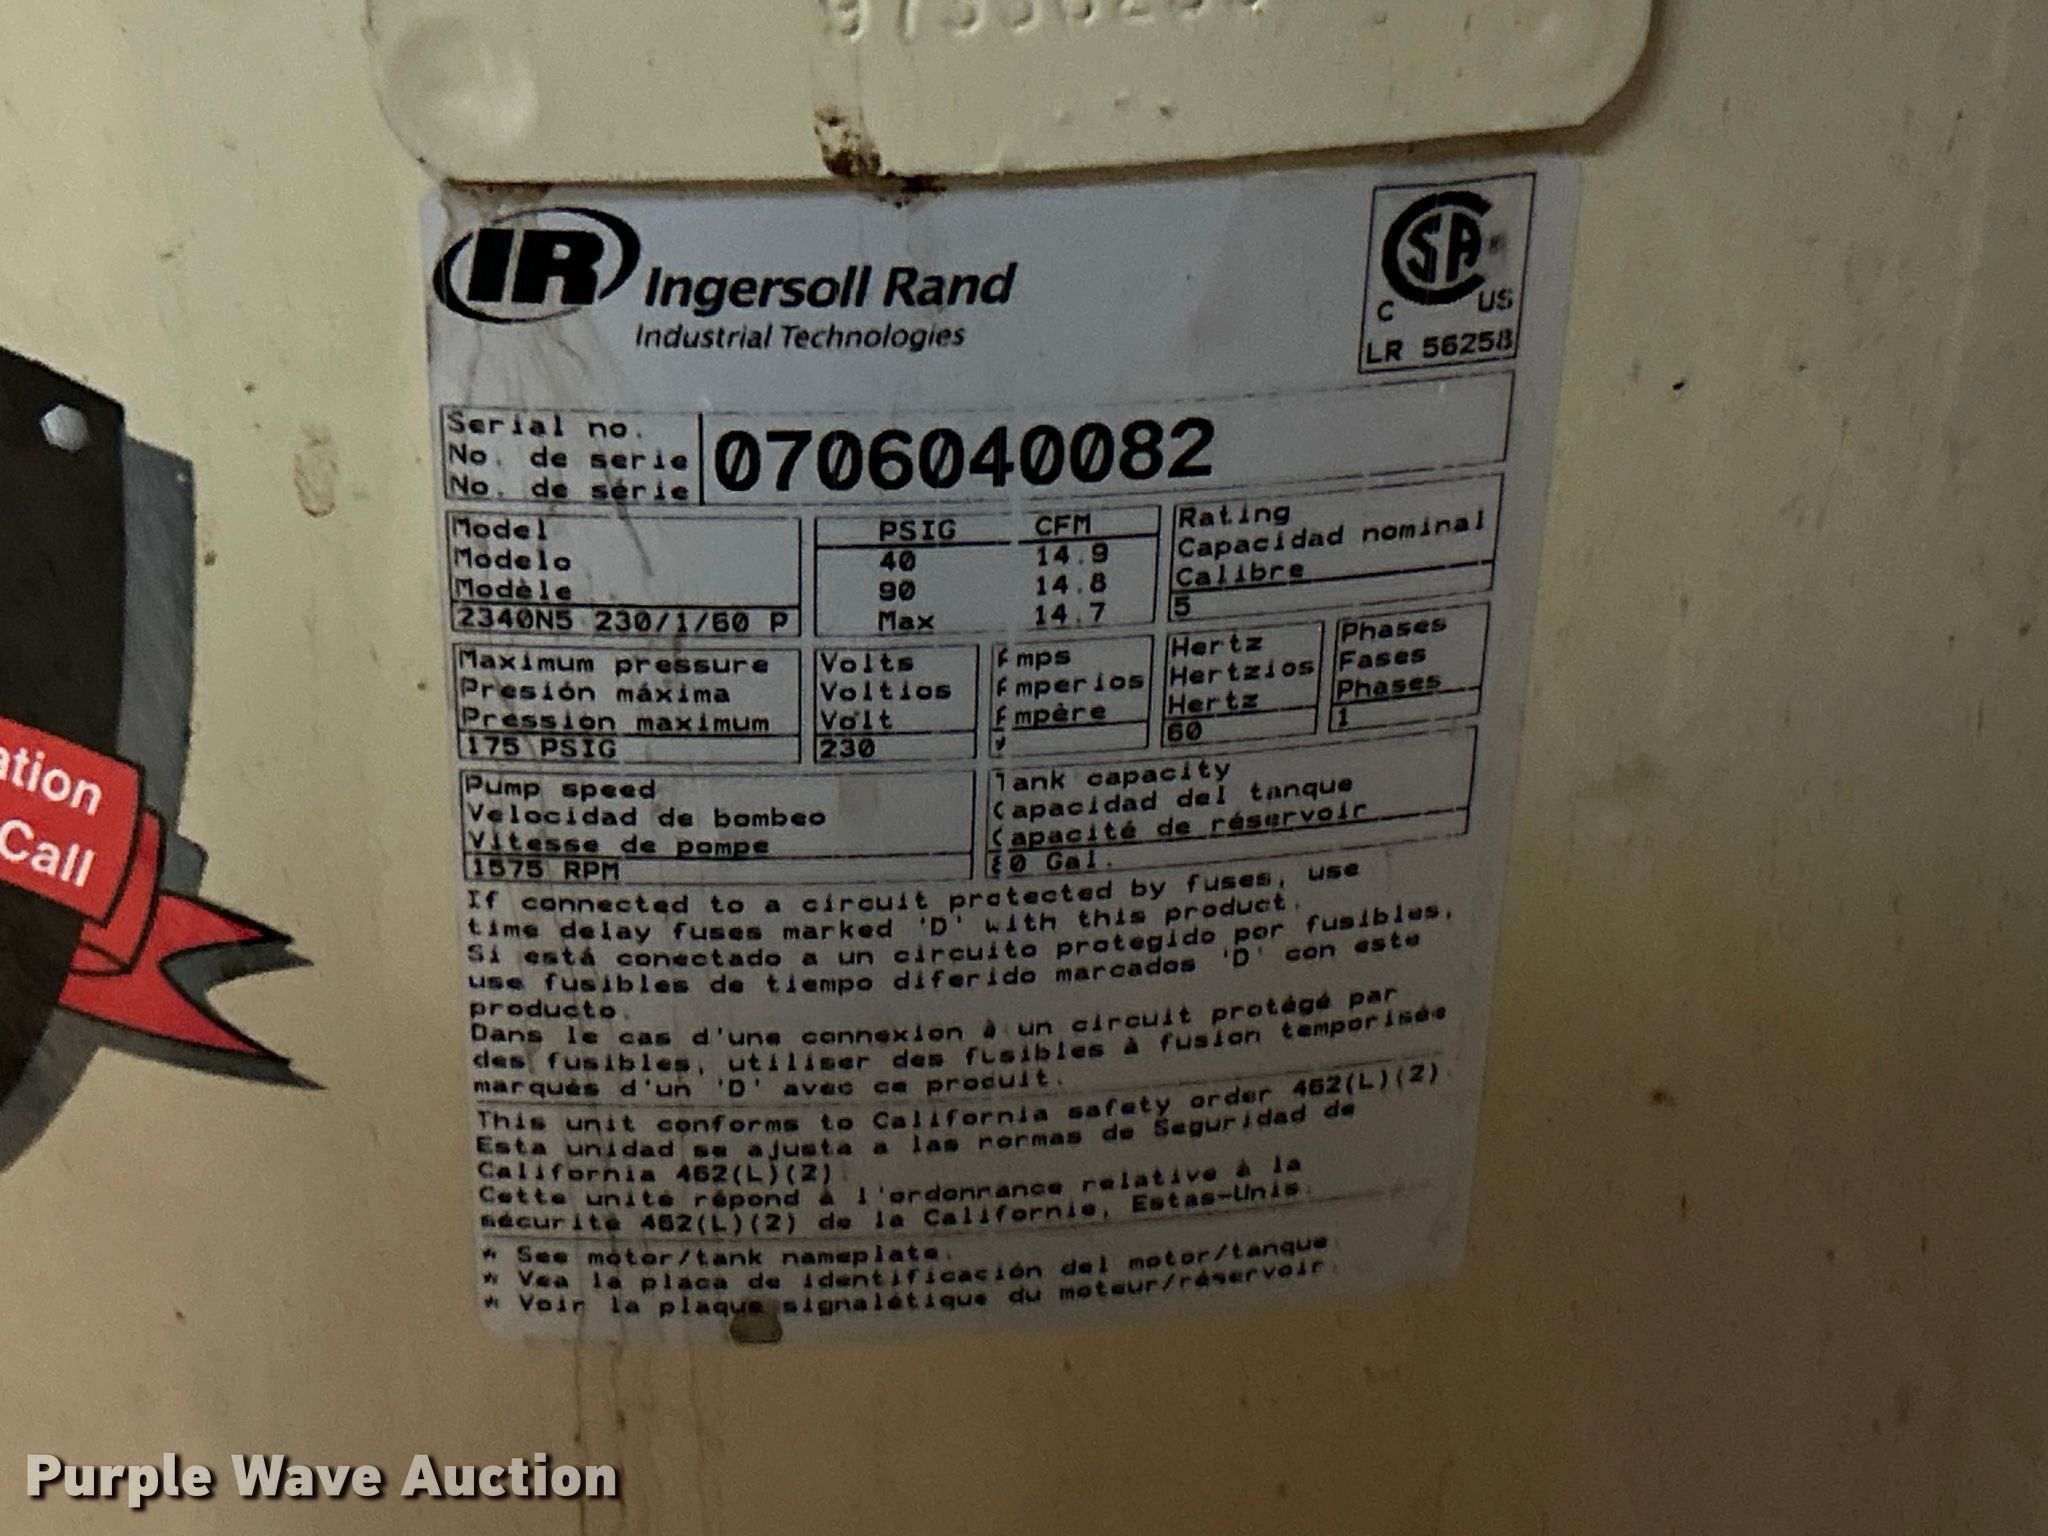 IR Ingersoll Rand
Industrial Technologies
CSA US
C US
LR 56258
Serial no.
No. de serie
No. de série
0706040082
Model
Modelo
Modèle
2340N5 230/1/60 P
PSIG CFM
40 14.9
90 14.8
Max 14.7
Rating
Capacidad nominal
Calibre
5
Maximum pressure
Presión máxima
Pression maximum
175 PSIG
Volts
Voltios
Volt
230
Amps
Amperios
Ampère
*
Hertz
Hertzios
Hertz
60
Phases
Fases
Phases
1
Pump speed
Velocidad de bombeo
Vitesse de pompe
1575 RPM
Tank capacity
Capacidad del tanque
Capacité de réservoir
Gal.
If connected to a circuit protected by fuses, use
time delay fuses marked 'D' with this product.
Si está conectado a un circuito protegido por fusibles,
use fusibles de tiempo diferido marcados 'D' con este
producto.
Dans le cas d'une connexion à un circuit protégé par
des fusibles, utiliser des fusibles à fusion temporisée
marqués d'un 'D' avec ce produit.
This unit conforms to California safety order 462(L)(2).
Esta unidad se ajusta a las normas de Seguridad de
California 462(L)(2)
Cette unité répond à l'ordonnance relative à la
sécurité 462(L)(2) de la Californie, Estas-Unis.
* See motor/tank nameplate.
* Vea la placa de identificación del motor/tanque.
* Voir la plaque signalétique du moteur/réservoir.
ation
Call
Purple Wave Auction